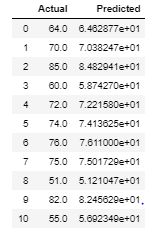 Actual Predicted
0 64.0 6.462877e+01
1 70.0 7.038247e+01
2 85.0 8.482941e+01
3 60.0 5.874270e+01
4 72.0 7.221580e+01
5 74.0 7.413625e+01
6 76.0 7.611000e+01
7 75.0 7.501729e+01
8 51.0 5.121047e+01
9 82.0 8.245629e+01
10 55.0 5.692349e+01